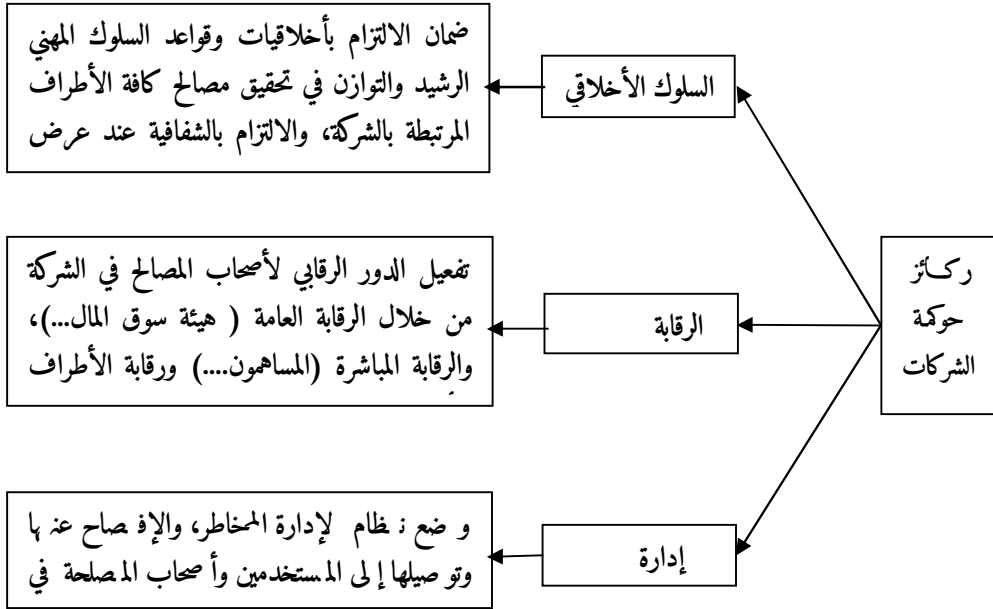 ركائز
حوكمة
الشركات
السلوك الأخلاقي
ضمان الالتزام بأخلاقيات وقواعد السلوك المهني
الرشيد والتوازن في تحقيق مصالح كافة الأطراف
المرتبطة بالشركة، والالتزام بالشفافية عند عرض
الرقابة
تفعيل الدور الرقابي لأصحاب المصالح في الشركة
من خلال الرقابة العامة ( هيئة سوق المال...)،
والرقابة المباشرة (المساهمون....) ورقابة الأطراف
إدارة
وضع نظام لإدارة المخاطر، والإفصاح عنها
وتوصيلها إلى المستخدمين وأصحاب المصلحة في